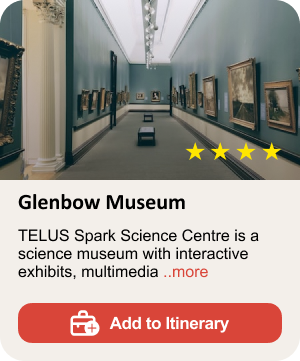 Glenbow Museum
TELUS Spark Science Centre is a
science museum with interactive
exhibits, multimedia ..more
Add to Itinerary